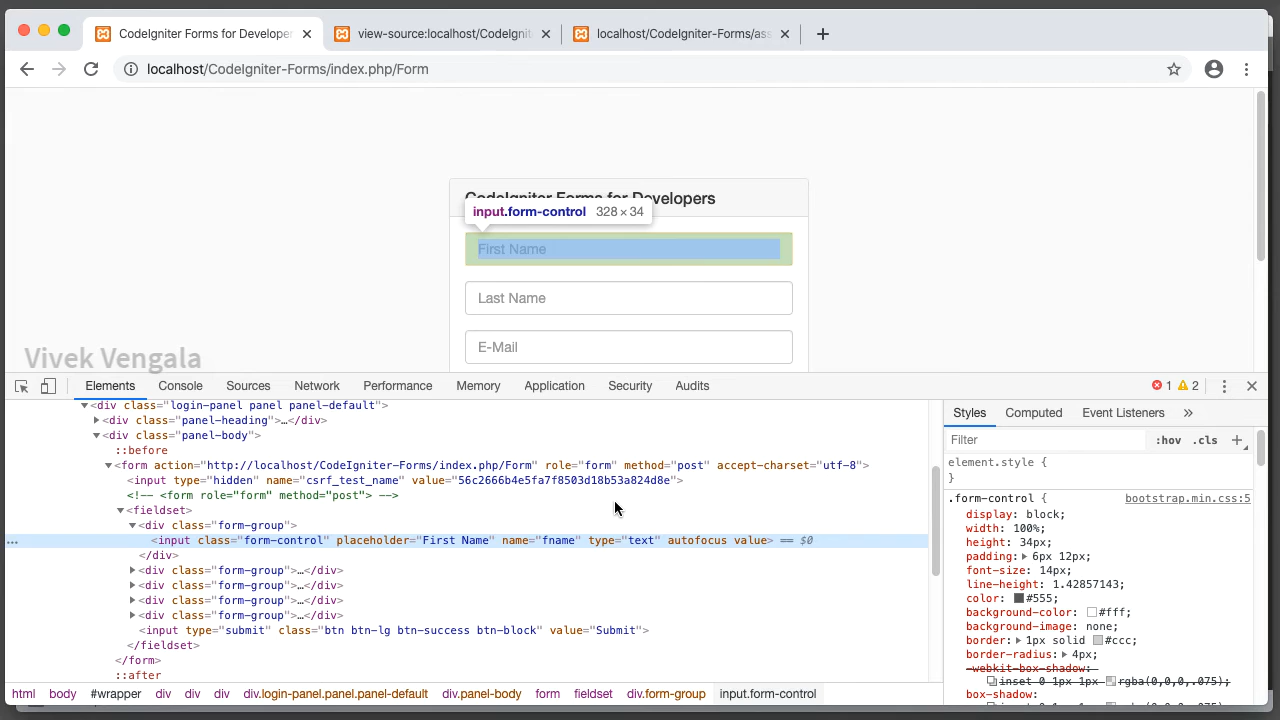 CodeIgniter Forms for Develope
view-source:localhost/CodeIgnit
localhost/CodeIgniter-Forms/ass
localhost/CodeIgniter-Forms/index.php/Form
CodeIgniter Forms for Developers
input.form-control 328 × 34
First Name
Last Name
E-Mail
Vivek Vengala
Elements Console Sources Network Performance Memory Application Security Audits 1 2
<div class="login-panel panel panel-default">
<div class="panel-heading">…</div>
<div class="panel-body">
::before
<form action="http://localhost/CodeIgniter-Forms/index.php/Form" role="form" method="post" accept-charset="utf-8">
<input type="hidden" name="csrf_test_name" value="56c2666b4e5fa7f8503d18b53a824d8e">
<!-- <form role="form" method="post"> -->
<fieldset>
<div class="form-group">
… <input class="form-control" placeholder="First Name" name="fname" type="text" autofocus value> == $0
</div>
<div class="form-group">…</div>
<div class="form-group">…</div>
<div class="form-group">…</div>
<div class="form-group">…</div>
<input type="submit" class="btn btn-lg btn-success btn-block" value="Submit">
</fieldset>
</form>
::after
html body #wrapper div div div div.login-panel.panel.panel-default div.panel-body form fieldset div.form-group input.form-control
Styles Computed Event Listeners »
Filter :hov .cls +
element.style {
}
.form-control { bootstrap.min.css:5
display: block;
width: 100%;
height: 34px;
padding: 6px 12px;
font-size: 14px;
line-height: 1.42857143;
color: #555;
background-color: #fff;
background-image: none;
border: 1px solid #ccc;
border-radius: 4px;
-webkit-box-shadow:
inset 0 1px 1px rgba(0,0,0,.075);
box-shadow: